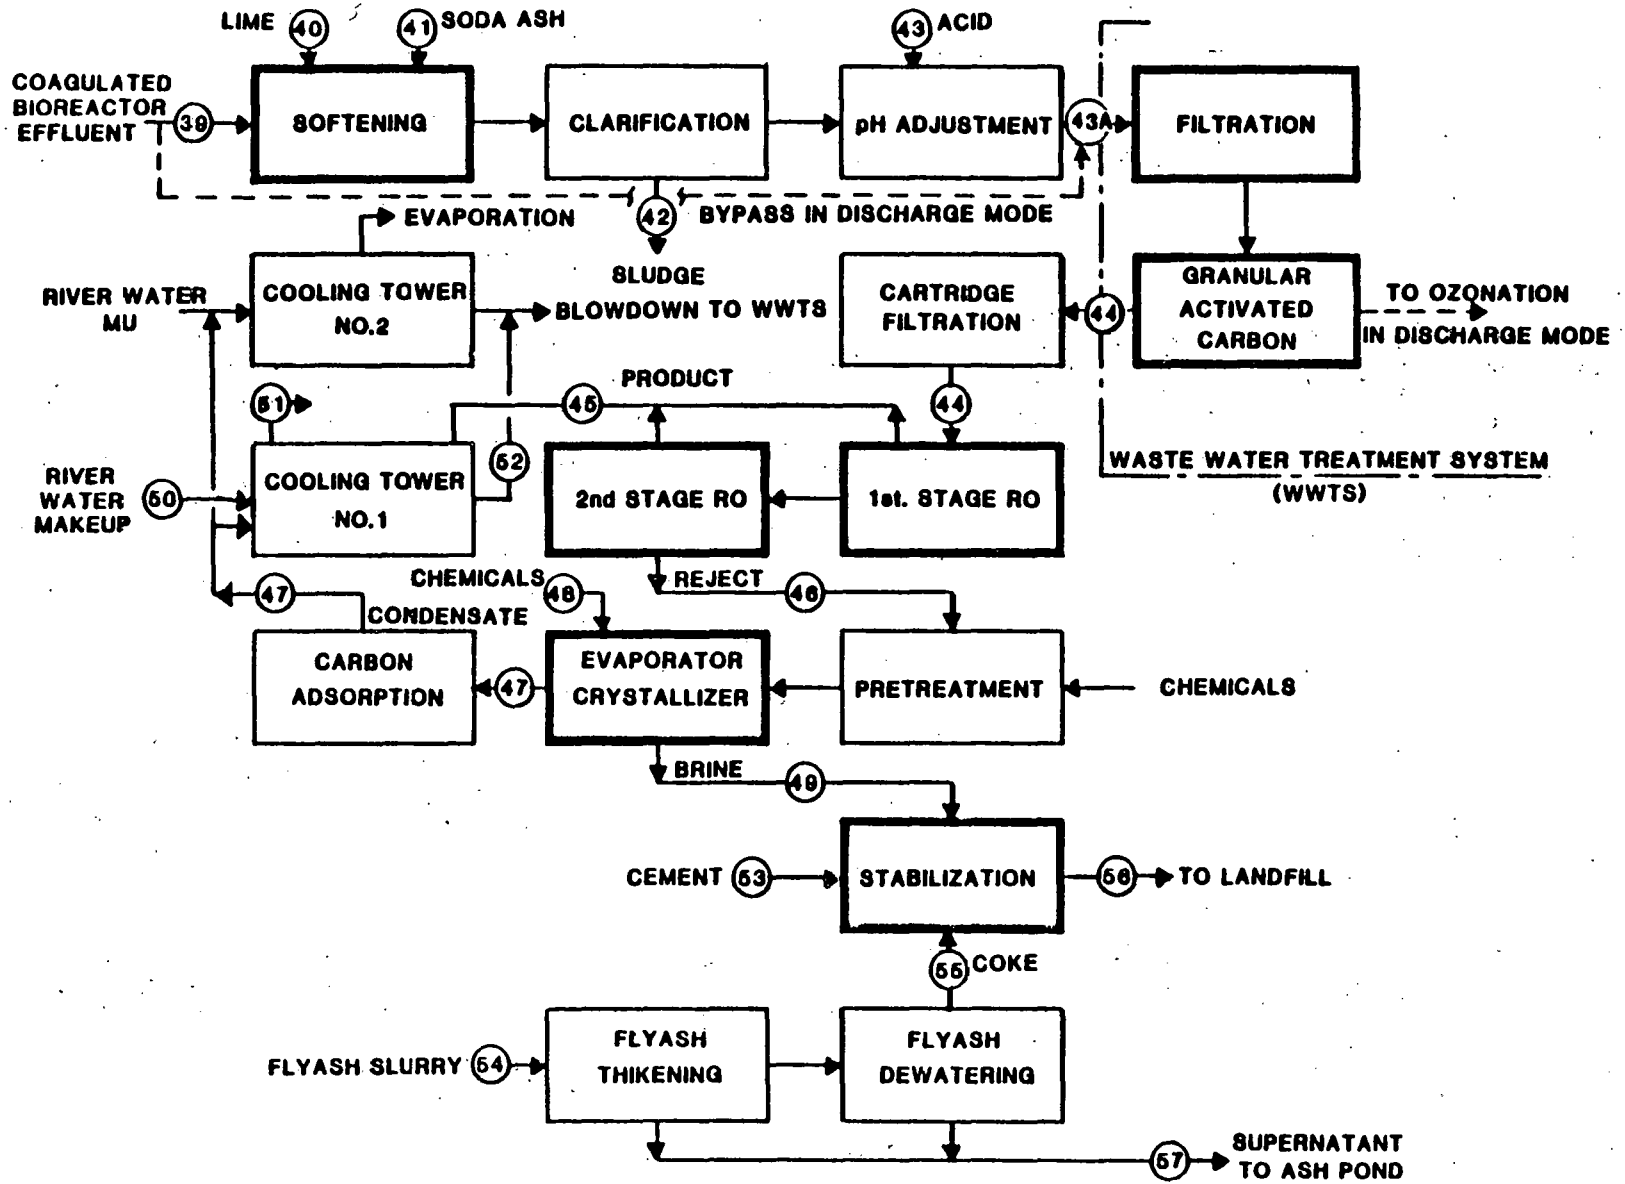 LIME 40
41 SODA ASH
43 ACID
COAGULATED
BIOREACTOR
EFFLUENT
39
SOFTENING
CLARIFICATION
pH ADJUSTMENT
43A
FILTRATION
42
BYPASS IN DISCHARGE MODE
EVAPORATION
SLUDGE
RIVER WATER
MU
COOLING TOWER
NO.2
BLOWDOWN TO WWTS
CARTRIDGE
FILTRATION
44
GRANULAR
ACTIVATED
CARBON
TO OZONATION
IN DISCHARGE MODE
PRODUCT
51
45
44
RIVER
WATER
MAKEUP
50
COOLING TOWER
NO.1
52
2nd STAGE RO
1st. STAGE RO
WASTE WATER TREATMENT SYSTEM
(WWTS)
47
CONDENSATE
CHEMICALS 48
REJECT
46
CARBON
ADSORPTION
47
EVAPORATOR
CRYSTALLIZER
PRETREATMENT
CHEMICALS
BRINE
49
CEMENT 53
STABILIZATION
56
TO LANDFILL
55 COKE
FLYASH SLURRY 54
FLYASH
THIKENING
FLYASH
DEWATERING
57
SUPERNATANT
TO ASH POND